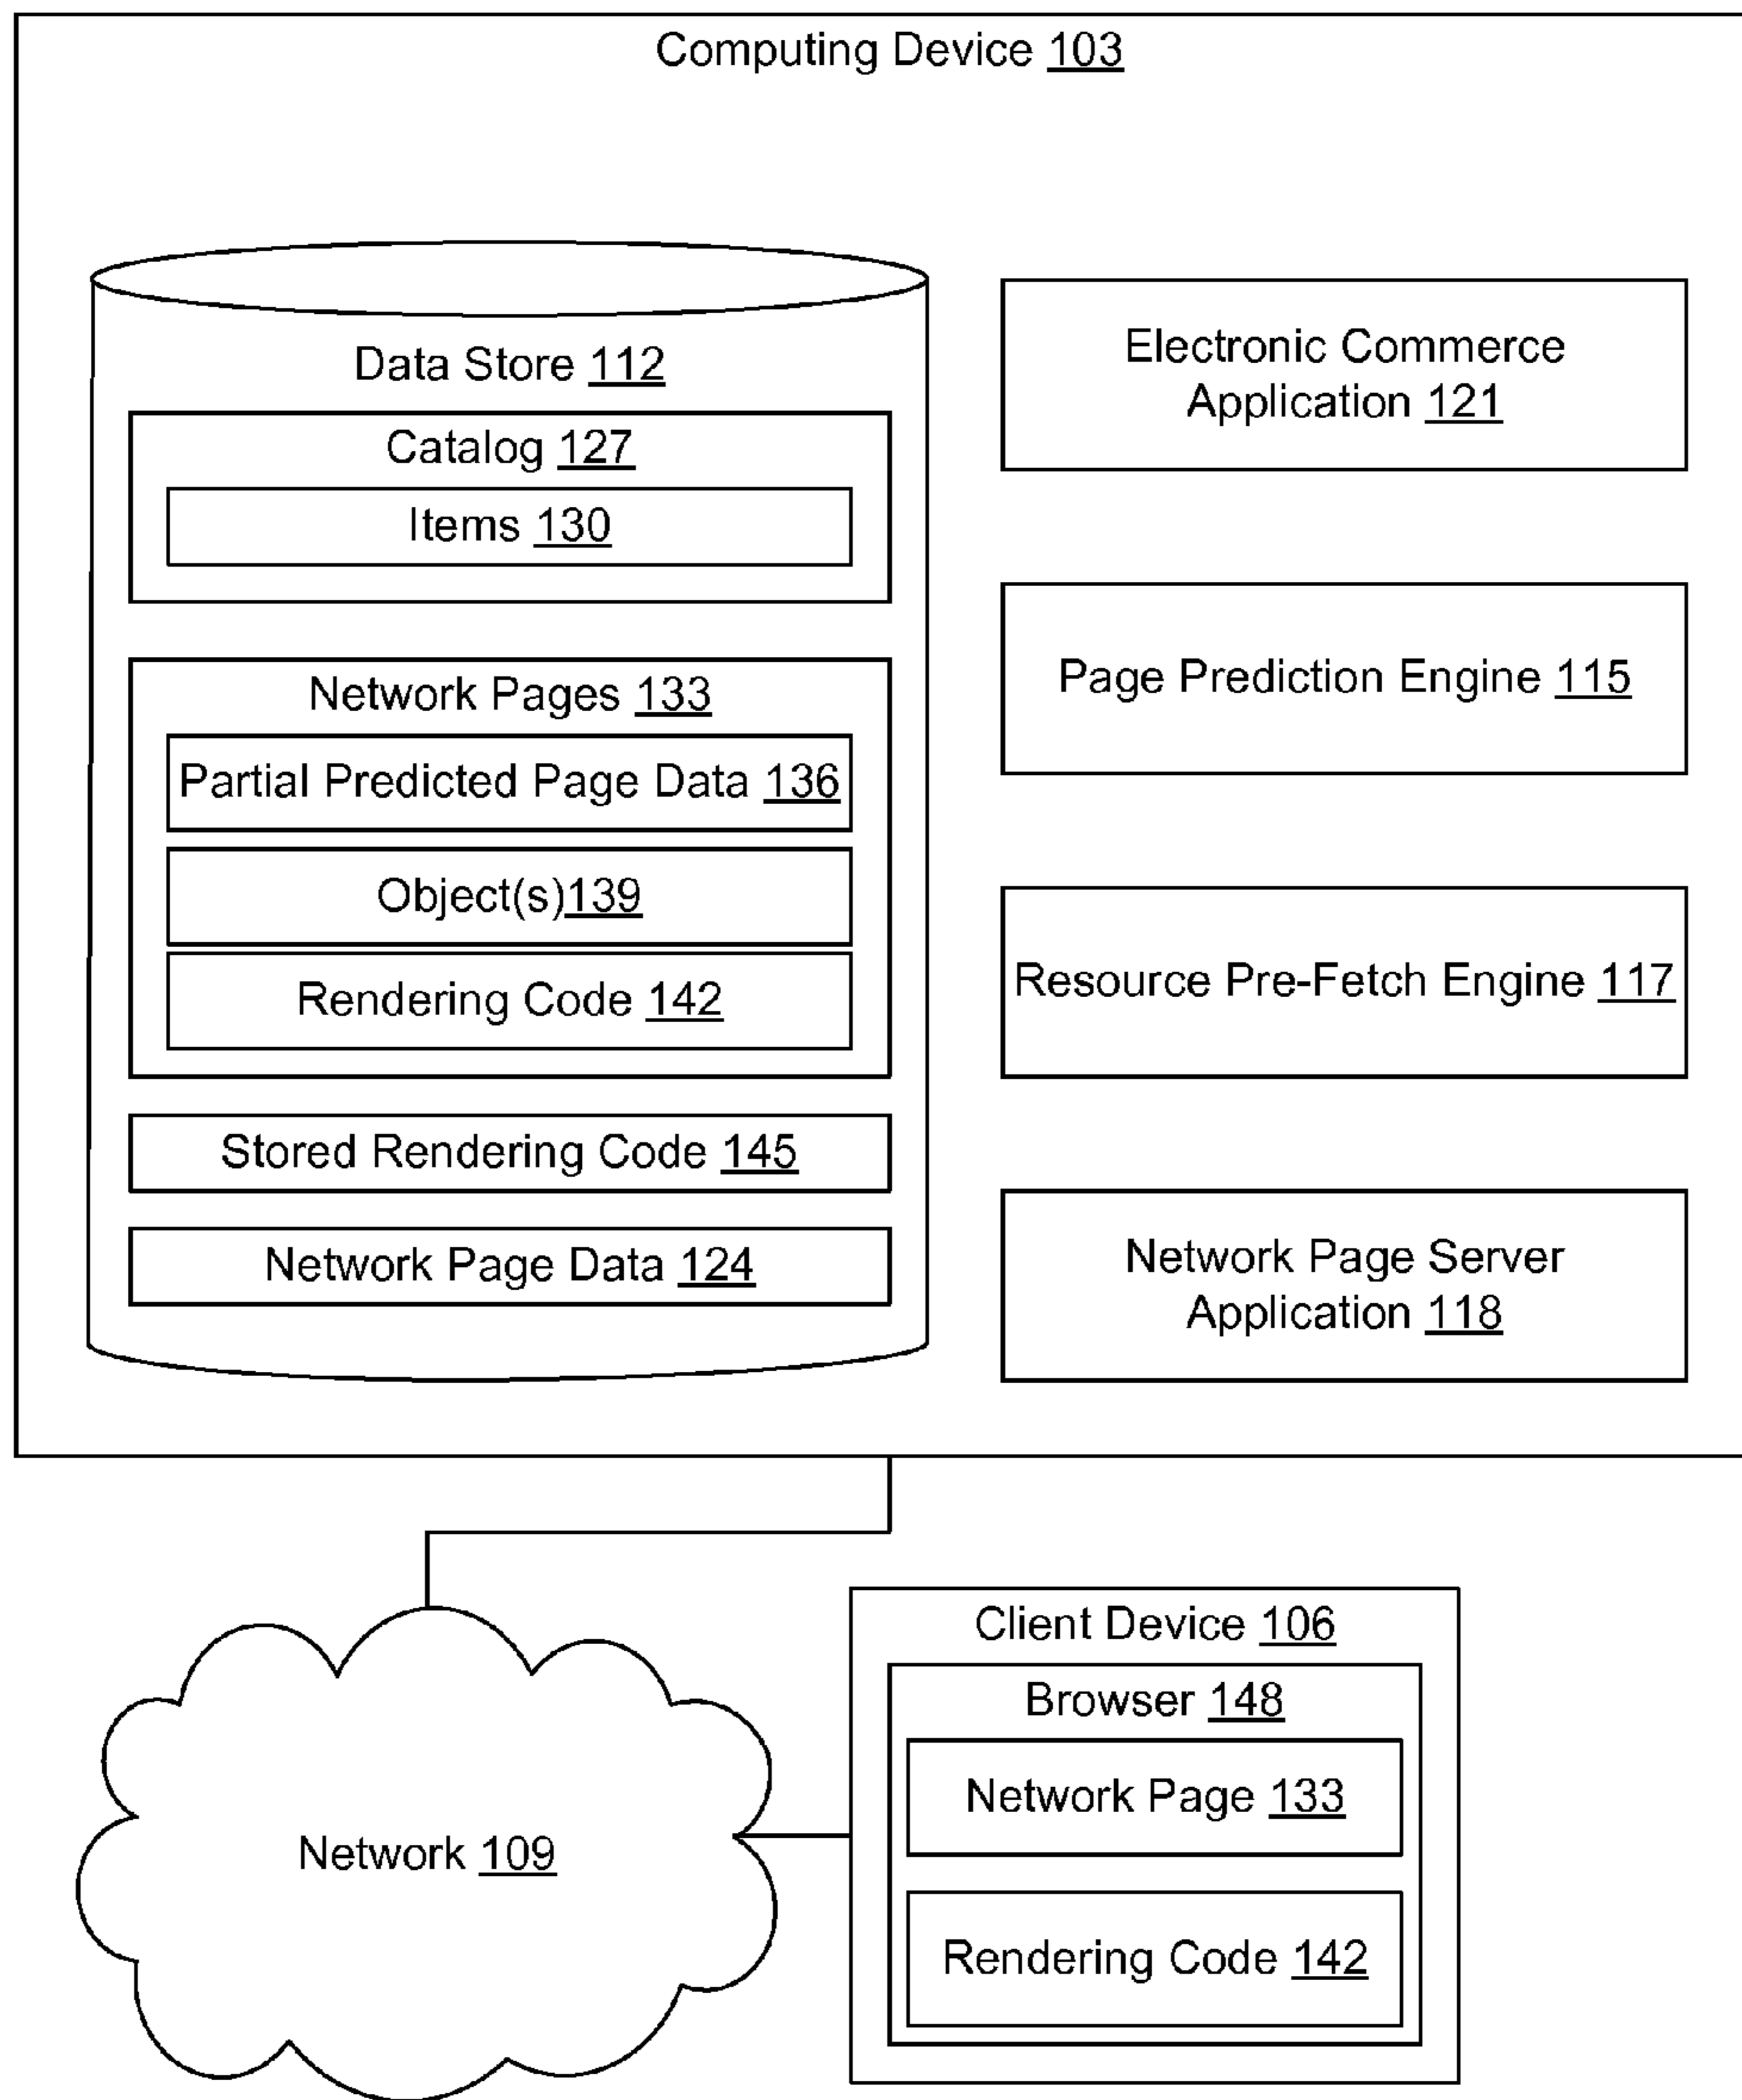 Computing Device 103
Data Store 112
Catalog 127
Items 130
Network Pages 133
Partial Predicted Page Data 136
Object(s)139
Rendering Code 142
Stored Rendering Code 145
Network Page Data 124
Electronic Commerce
Application 121
Page Prediction Engine 115
Resource Pre-Fetch Engine 117
Network Page Server
Application 118
Network 109
Client Device 106
Browser 148
Network Page 133
Rendering Code 142